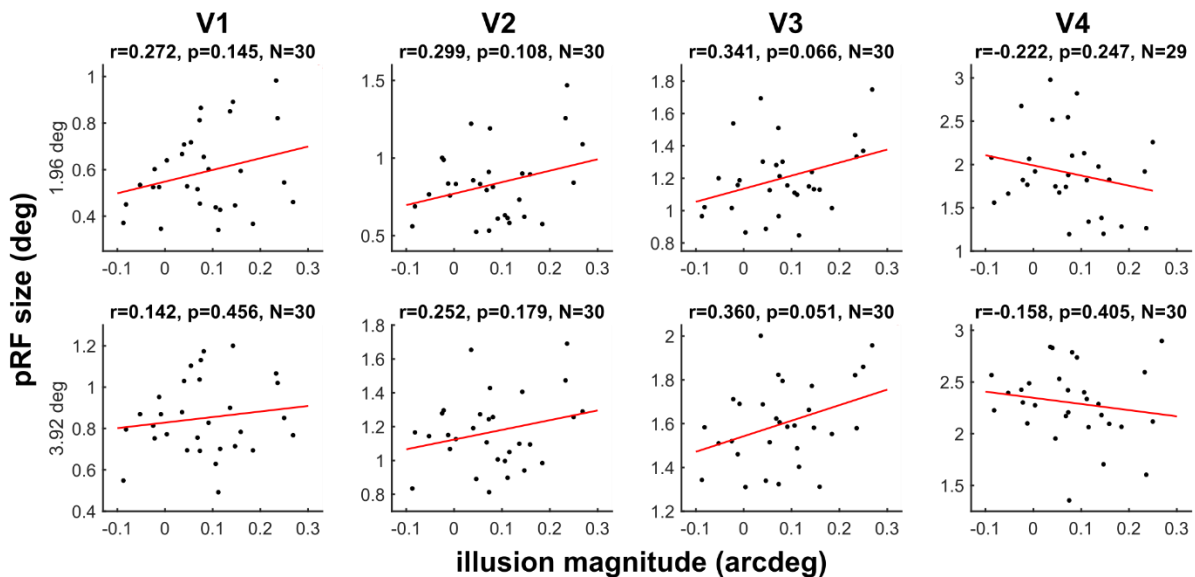 V1 V2 V3 V4
r=0.272, p=0.145, N=30 r=0.299, p=0.108, N=30 r=0.341, p=0.066, N=30 r=-0.222, p=0.247, N=29
pRF size (deg)
1.96 deg
1 0.8 0.6 0.4
-0.1 0 0.1 0.2 0.3
1.5 1 0.5
-0.1 0 0.1 0.2 0.3
1.8 1.6 1.4 1.2 1 0.8
-0.1 0 0.1 0.2 0.3
3 2.5 2 1.5 1
-0.1 0 0.1 0.2 0.3
r=0.142, p=0.456, N=30 r=0.252, p=0.179, N=30 r=0.360, p=0.051, N=30 r=-0.158, p=0.405, N=30
3.92 deg
1.2 1 0.8 0.6 0.4
-0.1 0 0.1 0.2 0.3
1.8 1.6 1.4 1.2 1 0.8
-0.1 0 0.1 0.2 0.3
2 1.8 1.6 1.4 1.2
-0.1 0 0.1 0.2 0.3
3 2.5 2 1.5
-0.1 0 0.1 0.2 0.3
illusion magnitude (arcdeg)